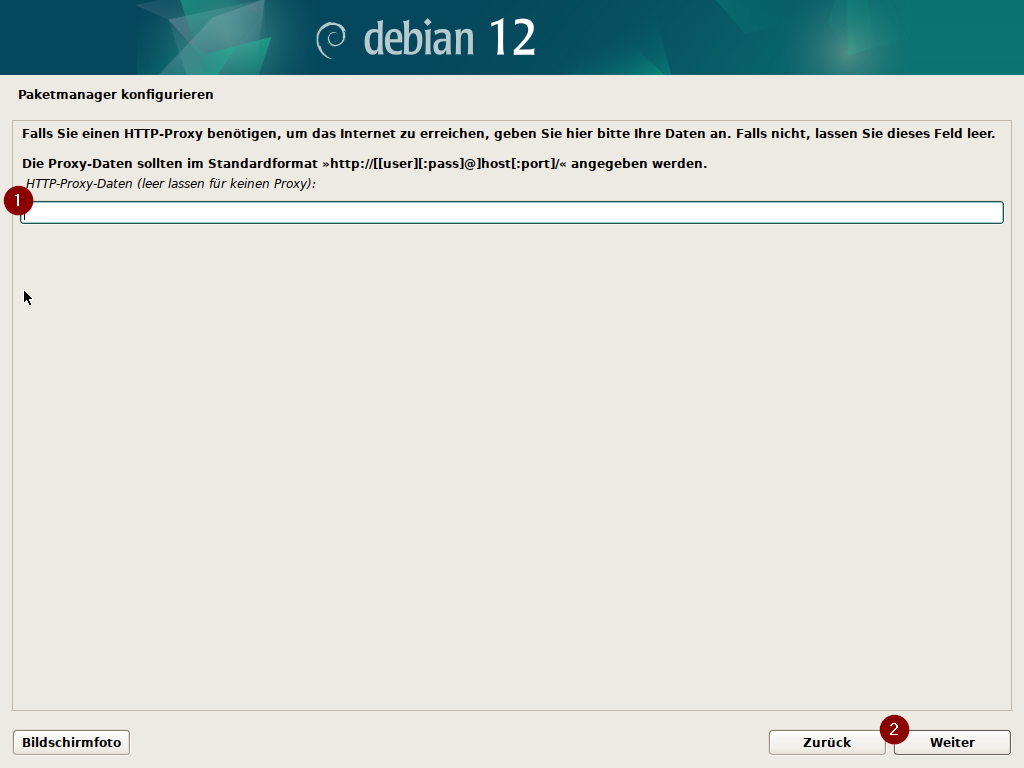 debian 12
Paketmanager konfigurieren
Falls Sie einen HTTP-Proxy benötigen, um das Internet zu erreichen, geben Sie hier bitte Ihre Daten an. Falls nicht, lassen Sie dieses Feld leer.
Die Proxy-Daten sollten im Standardformat »http://[[user][:pass]@]host[:port]/« angegeben werden.
HTTP-Proxy-Daten (leer lassen für keinen Proxy):
1
2
Bildschirmfoto
Zurück
Weiter